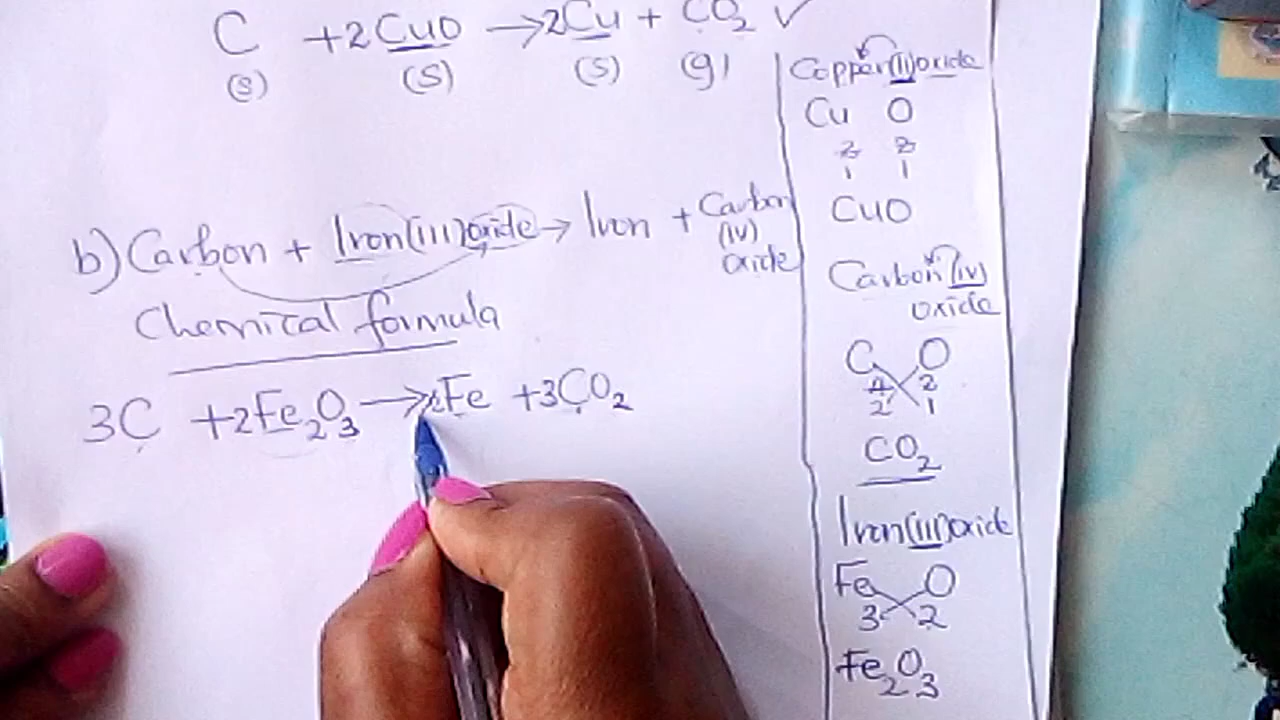 C + 2CuO → 2Cu + CO₂ ✓
(s) (s) (s) (g)
b) Carbon + Iron(III)oxide → Iron + Carbon
(IV)
oxide
Chemical formula
3C + 2Fe₂O₃ → Fe + 3CO₂
Copper(II)oxide
Cu O
2 2
1 1
CuO
Carbon(IV)
oxide
C O
4 2
2 1
CO₂
Iron(III)oxide
Fe O
3 2
Fe₂O₃